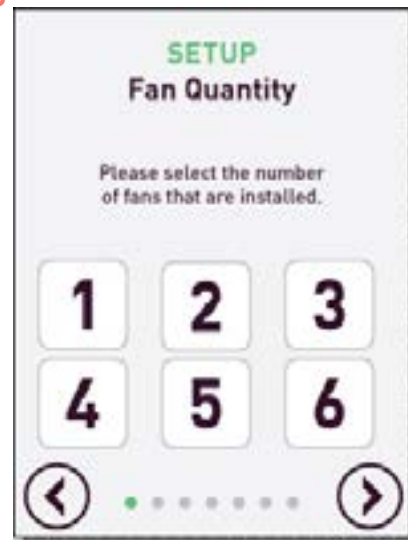 SETUP
Fan Quantity
Please select the number
of fans that are installed.
1 2 3
4 5 6